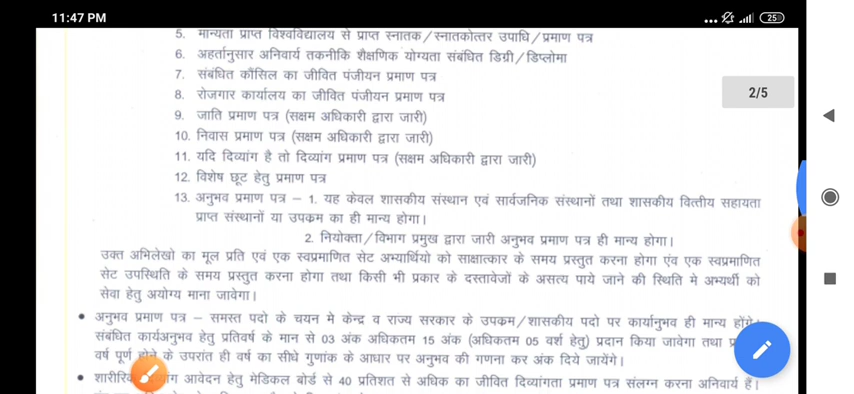 11:47 PM
25
2/5
5. मान्यता प्राप्त विश्वविद्यालय से प्राप्त स्नातक/स्नातकोत्तर उपाधि/प्रमाण पत्र
6. अहर्तानुसार अनिवार्य तकनीकि शैक्षणिक योग्यता संबंधित डिग्री/डिप्लोमा
7. संबंधित कौंसिल का जीवित पंजीयन प्रमाण पत्र
8. रोजगार कार्यालय का जीवित पंजीयन प्रमाण पत्र
9. जाति प्रमाण पत्र (सक्षम अधिकारी द्वारा जारी)
10. निवास प्रमाण पत्र (सक्षम अधिकारी द्वारा जारी)
11. यदि दिव्यांग है तो दिव्यांग प्रमाण पत्र (सक्षम अधिकारी द्वारा जारी)
12. विशेष छूट हेतु प्रमाण पत्र
13. अनुभव प्रमाण पत्र – 1. यह केवल शासकीय संस्थान एवं सार्वजनिक संस्थानों तथा शासकीय वित्तीय सहायता
प्राप्त संस्थानों या उपक्रम का ही मान्य होगा।
2. नियोक्ता/विभाग प्रमुख द्वारा जारी अनुभव प्रमाण पत्र ही मान्य होगा।
उक्त अभिलेखो का मूल प्रति एवं एक स्वप्रमाणित सेट अभ्यार्थियो को साक्षात्कार के समय प्रस्तुत करना होगा एंव एक स्वप्रमाणित
सेट उपस्थिति के समय प्रस्तुत करना होगा तथा किसी भी प्रकार के दस्तावेजों के असत्य पाये जाने की स्थिति मे अभ्यर्थी को
सेवा हेतु अयोग्य माना जावेगा।
• अनुभव प्रमाण पत्र – समस्त पदो के चयन मे केन्द्र व राज्य सरकार के उपक्रम/शासकीय पदो पर कार्यानुभव ही मान्य होंगे।
संबंधित कार्यअनुभव हेतु प्रतिवर्ष के मान से 03 अंक अधिकतम 15 अंक (अधिकतम 05 वर्श हेतु) प्रदान किया जावेगा तथा
वर्ष पूर्ण होने के उपरांत ही वर्ष का सीधे गुणांक के आधार पर अनुभव की गणना कर अंक दिये जायेंगे।
• आवेदन हेतु मेडिकल बोर्ड से 40 प्रतिशत से अधिक का जीवित दिव्यांगता प्रमाण पत्र संलग्न करना अनिवार्य हैं।